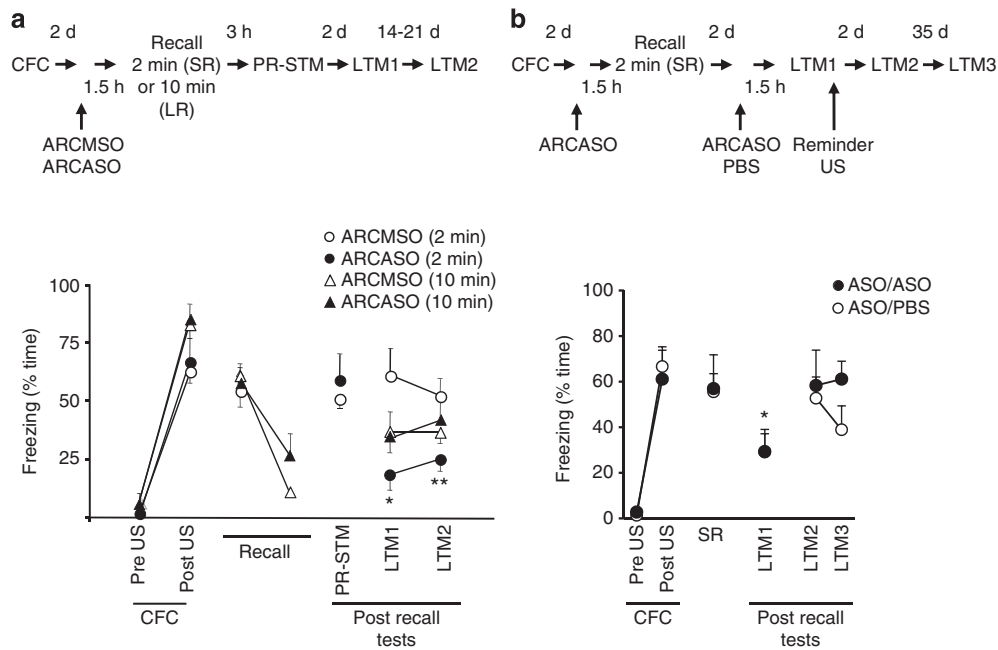 a
2 d
3 h
2 d
14-21 d
CFC
1.5 h
Recall
2 min (SR)
or 10 min
(LR)
PR-STM
LTM1
LTM2
ARCMSO
ARCASO
ARCMSO (2 min)
ARCASO (2 min)
ARCMSO (10 min)
ARCASO (10 min)
Freezing (% time)
100
75
50
25
*
**
Pre US
Post US
PR-STM
LTM1
LTM2
CFC
Recall
Post recall
tests
b
2 d
2 d
2 d
35 d
CFC
1.5 h
Recall
2 min (SR)
1.5 h
LTM1
LTM2
LTM3
ARCASO
ARCASO
PBS
Reminder
US
ASO/ASO
ASO/PBS
Freezing (% time)
100
80
60
40
20
0
*
Pre US
Post US
SR
LTM1
LTM2
LTM3
CFC
Post recall
tests